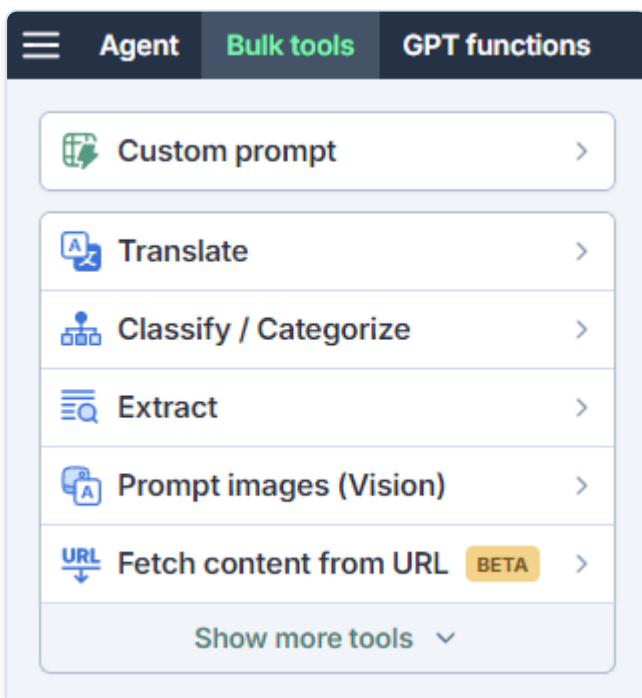 Agent Bulk tools GPT functions
Custom prompt
Translate
Classify / Categorize
Extract
Prompt images (Vision)
URL Fetch content from URL BETA
Show more tools